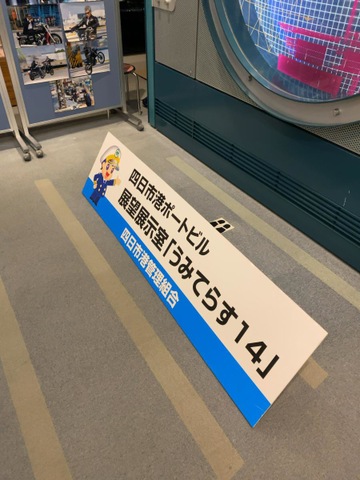 四日市港ポートビル
展望展示室「うみてらす14」
四日市港管理組合